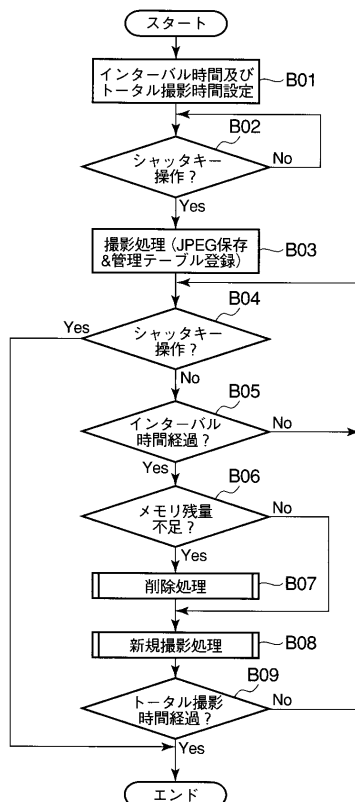 スタート
インターバル時間及び
トータル撮影時間設定
B01
B02
シャッタキー
操作？
No
Yes
撮影処理（JPEG保存
&管理テーブル登録）
B03
B04
Yes
シャッタキー
操作？
No
B05
インターバル
時間経過？
No
Yes
B06
メモリ残量
不足？
No
Yes
削除処理
B07
新規撮影処理
B08
B09
トータル撮影
時間経過？
No
Yes
エンド